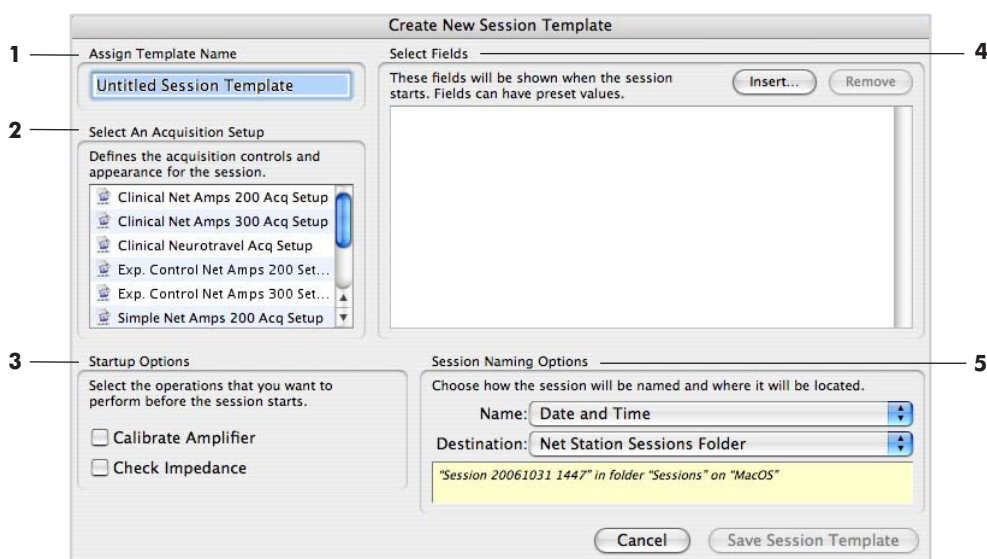 Create New Session Template
1
Assign Template Name
Untitled Session Template
2
Select An Acquisition Setup
Defines the acquisition controls and
appearance for the session.
Clinical Net Amps 200 Acq Setup
Clinical Net Amps 300 Acq Setup
Clinical Neurotravel Acq Setup
Exp. Control Net Amps 200 Set...
Exp. Control Net Amps 300 Set...
Simple Net Amps 200 Acq Setup
3
Startup Options
Select the operations that you want to
perform before the session starts.
Calibrate Amplifier
Check Impedance
Select Fields
4
These fields will be shown when the session
starts. Fields can have preset values.
Insert...
Remove
Session Naming Options
5
Choose how the session will be named and where it will be located.
Name: Date and Time
Destination: Net Station Sessions Folder
"Session 20061031 1447" in folder "Sessions" on "MacOS"
Cancel
Save Session Template